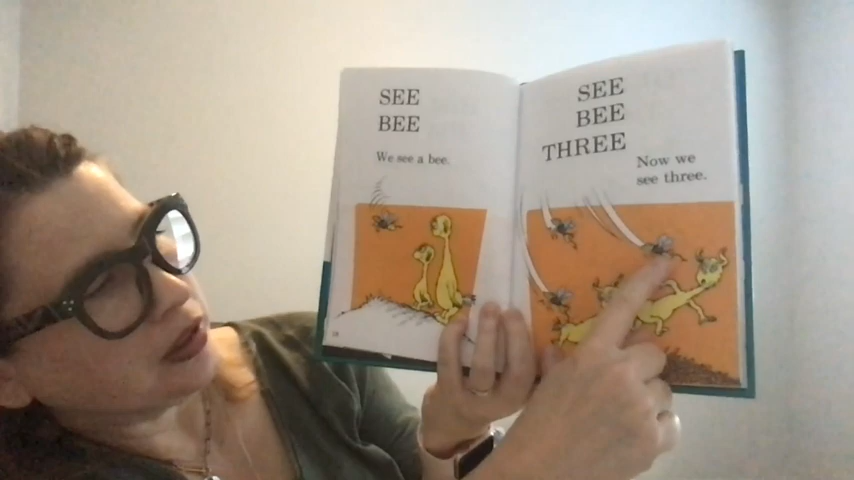 SEE
BEE
We see a bee.
SEE
BEE
THREE
Now we
see three.